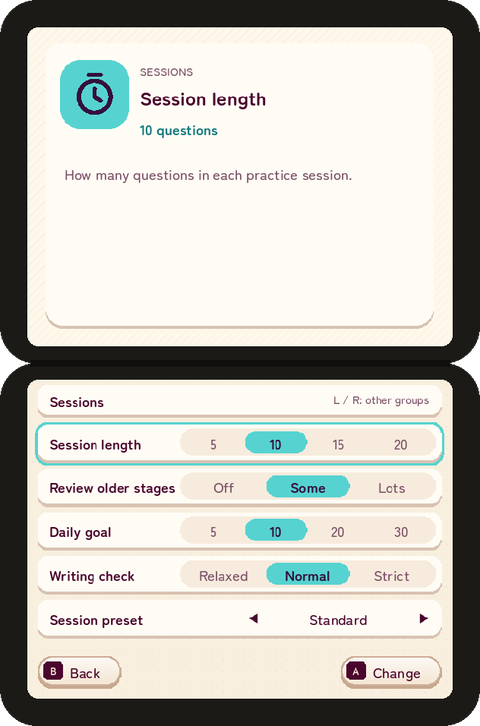 SESSIONS
Session length
10 questions
How many questions in each practice session.
Sessions
L / R: other groups
Session length 5 10 15 20
Review older stages Off Some Lots
Daily goal 5 10 20 30
Writing check Relaxed Normal Strict
Session preset ◀ Standard ▶
B Back
A Change